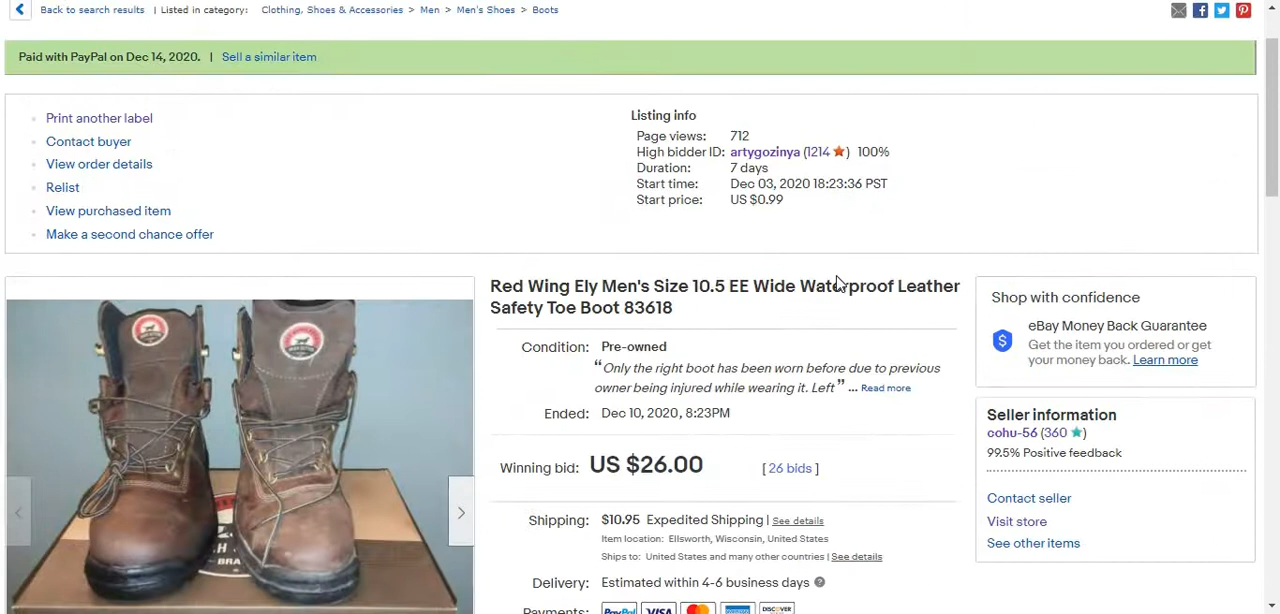 Back to search results | Listed in category: Clothing, Shoes & Accessories > Men > Men's Shoes > Boots
Paid with PayPal on Dec 14, 2020. | Sell a similar item
Print another label
Contact buyer
View order details
Relist
View purchased item
Make a second chance offer
Listing info
Page views: 712
High bidder ID: artygozinya (1214 ★) 100%
Duration: 7 days
Start time: Dec 03, 2020 18:23:36 PST
Start price: US $0.99
Red Wing Ely Men's Size 10.5 EE Wide Waterproof Leather
Safety Toe Boot 83618
Condition: Pre-owned
“Only the right boot has been worn before due to previous
owner being injured while wearing it. Left” ... Read more
Ended: Dec 10, 2020, 8:23PM
Winning bid: US $26.00 [ 26 bids ]
Shipping: $10.95 Expedited Shipping | See details
Item location: Ellsworth, Wisconsin, United States
Ships to: United States and many other countries | See details
Delivery: Estimated within 4-6 business days
Payments: PayPal VISA DISCOVER
Shop with confidence
eBay Money Back Guarantee
Get the item you ordered or get
your money back. Learn more
Seller information
cohu-56 (360 ★)
99.5% Positive feedback
Contact seller
Visit store
See other items